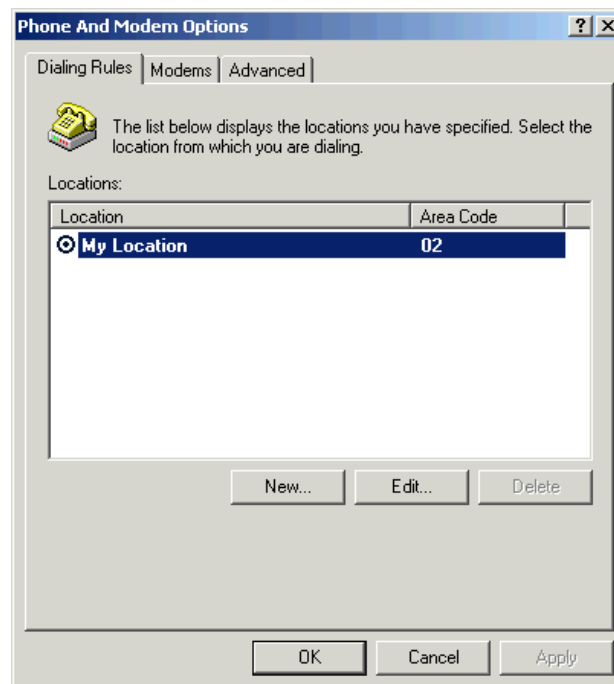 Phone And Modem Options
Dialing Rules Modems Advanced
The list below displays the locations you have specified. Select the
location from which you are dialing.
Locations:
Location Area Code
My Location 02
New... Edit... Delete
OK Cancel Apply